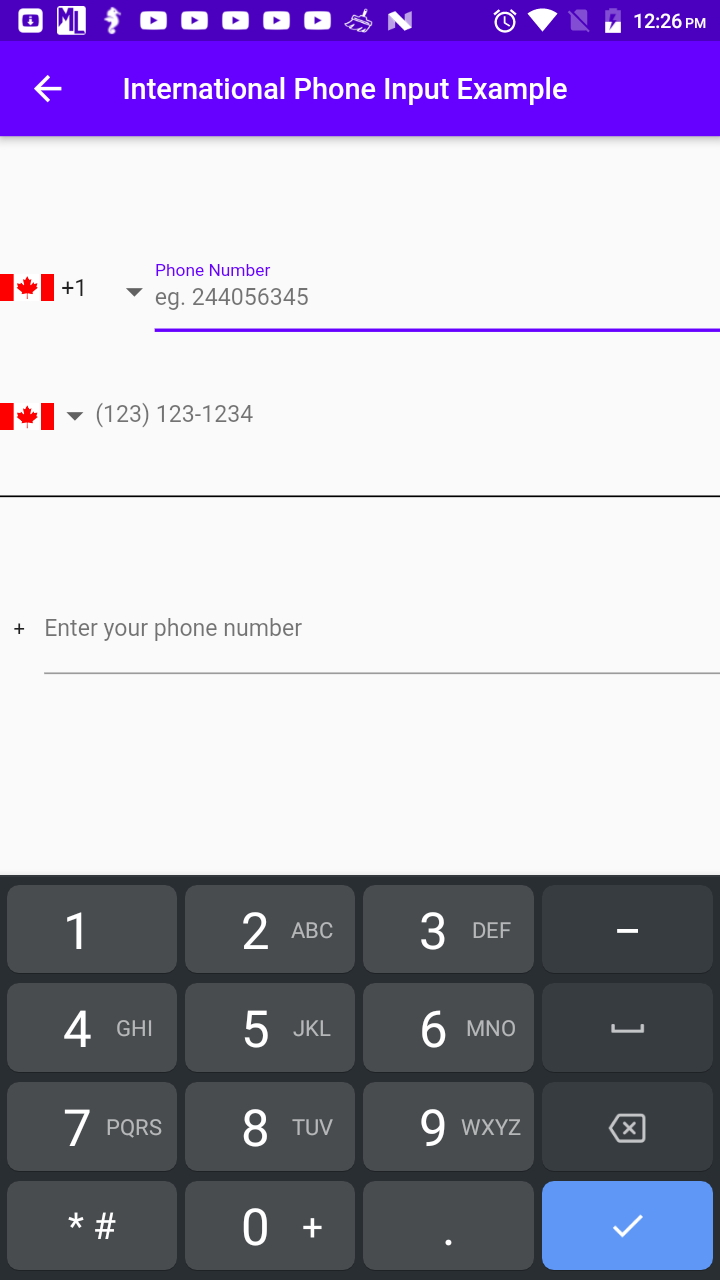 ML 12:26 PM
International Phone Input Example
Phone Number
+1 eg. 244056345
(123) 123-1234
+ Enter your phone number
1 2 ABC 3 DEF –
4 GHI 5 JKL 6 MNO
7 PQRS 8 TUV 9 WXYZ
* # 0 + .